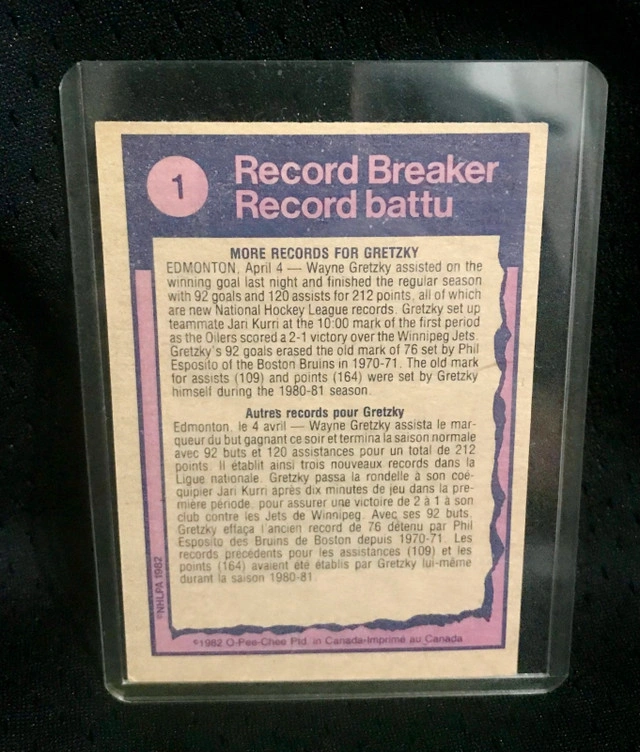 1
Record Breaker
Record battu
MORE RECORDS FOR GRETZKY
EDMONTON, April 4 — Wayne Gretzky assisted on the
winning goal last night and finished the regular season
with 92 goals and 120 assists for 212 points, all of which
are new National Hockey League records. Gretzky set up
teammate Jari Kurri at the 10:00 mark of the first period
as the Oilers scored a 2-1 victory over the Winnipeg Jets.
Gretzky's 92 goals erased the old mark of 76 set by Phil
Esposito of the Boston Bruins in 1970-71. The old mark
for assists (109) and points (164) were set by Gretzky
himself during the 1980-81 season.
Autres records pour Gretzky
Edmonton, le 4 avril — Wayne Gretzky assista le mar-
queur du but gagnant ce soir et termina la saison normale
avec 92 buts et 120 assistances pour un total de 212
points. Il établit ainsi trois nouveaux records dans la
Ligue nationale. Gretzky passa la rondelle à son coé-
quipier Jari Kurri après dix minutes de jeu dans la pre-
mière période, pour assurer une victoire de 2 à 1 à son
club contre les Jets de Winnipeg. Avec ses 92 buts,
Gretzky effaça l'ancien record de 76 détenu par Phil
Esposito des Bruins de Boston depuis 1970-71. Les
records précédents pour les assistances (109) et les
points (164) avaient été établis par Gretzky lui-même
durant la saison 1980-81.
©NHLPA 1982
©1982 O-Pee-Chee Ptd. in Canada-Imprimé au Canada